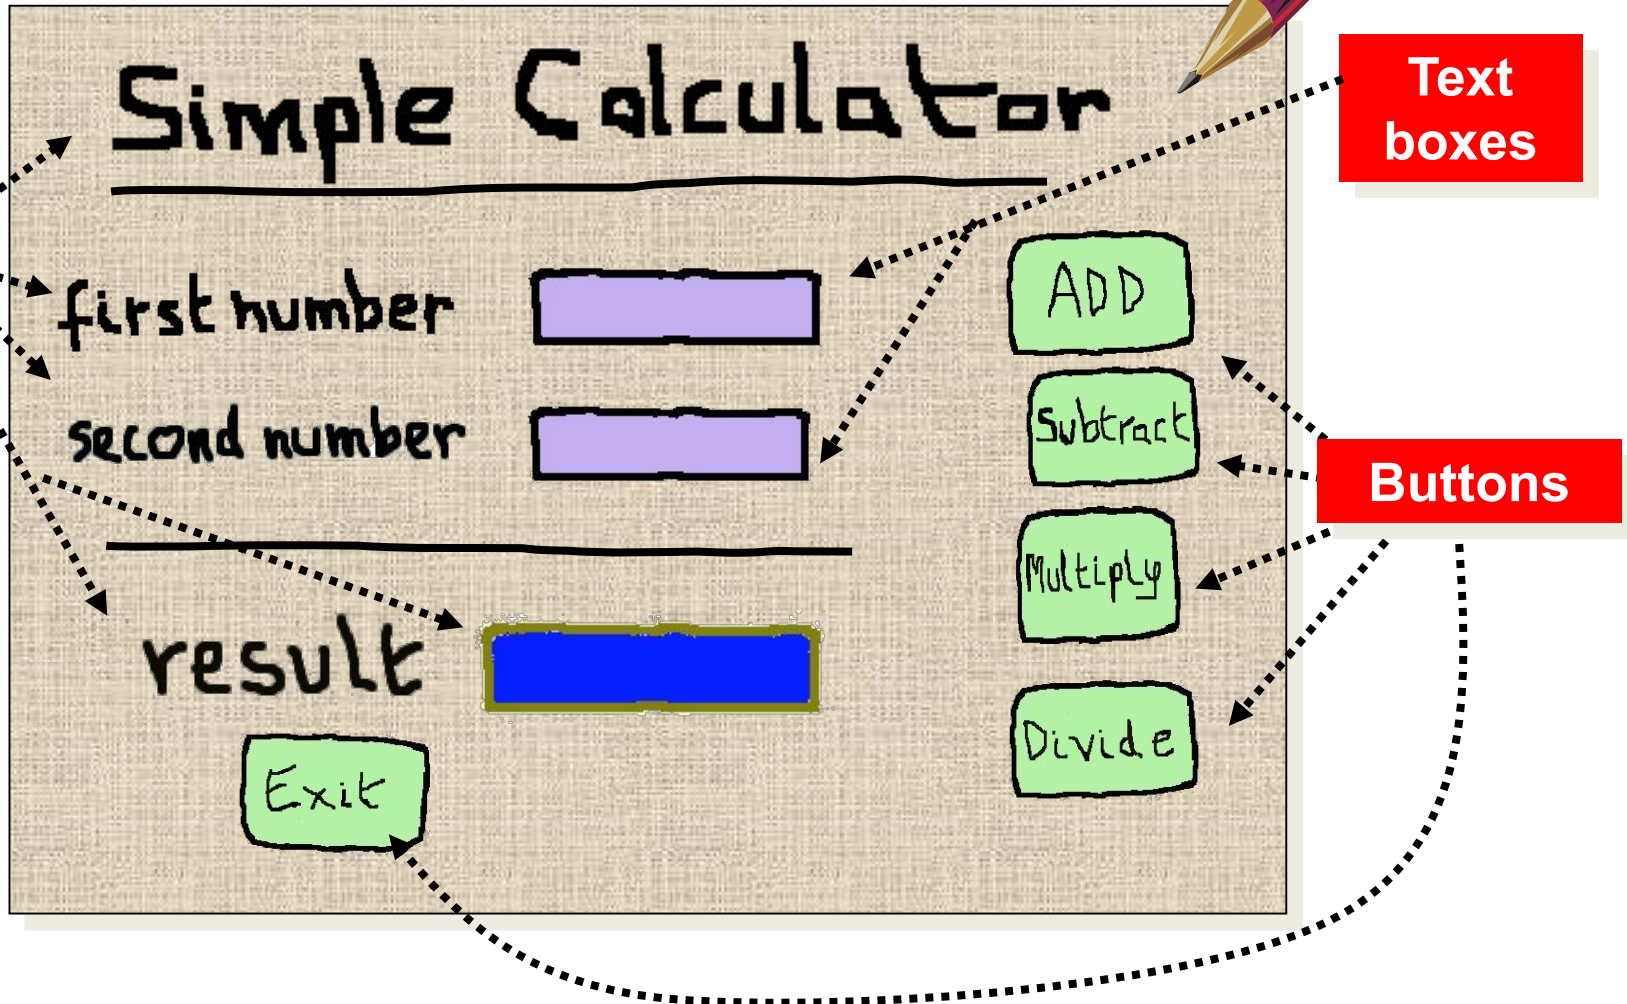 Simple Calculator
Text
boxes
first number
ADD
second number
Subtract
Buttons
Multiply
result
Divide
Exit